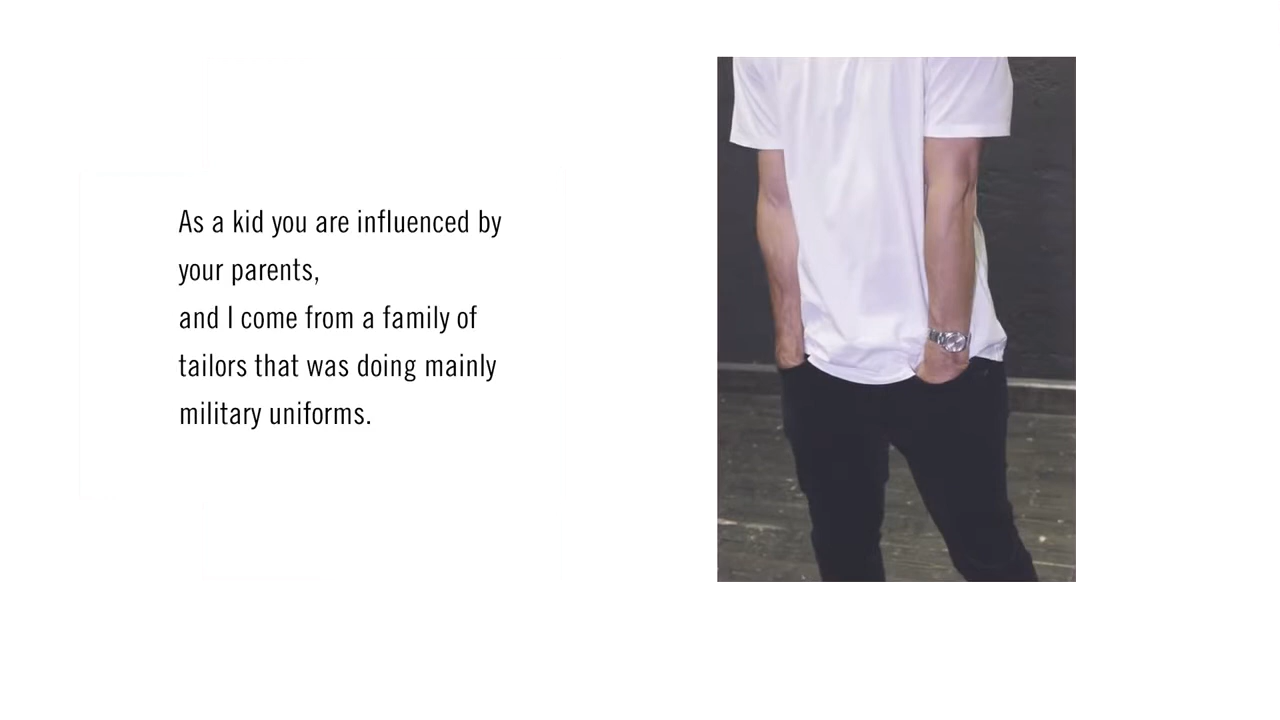 As a kid you are influenced by
your parents,
and I come from a family of
tailors that was doing mainly
military uniforms.